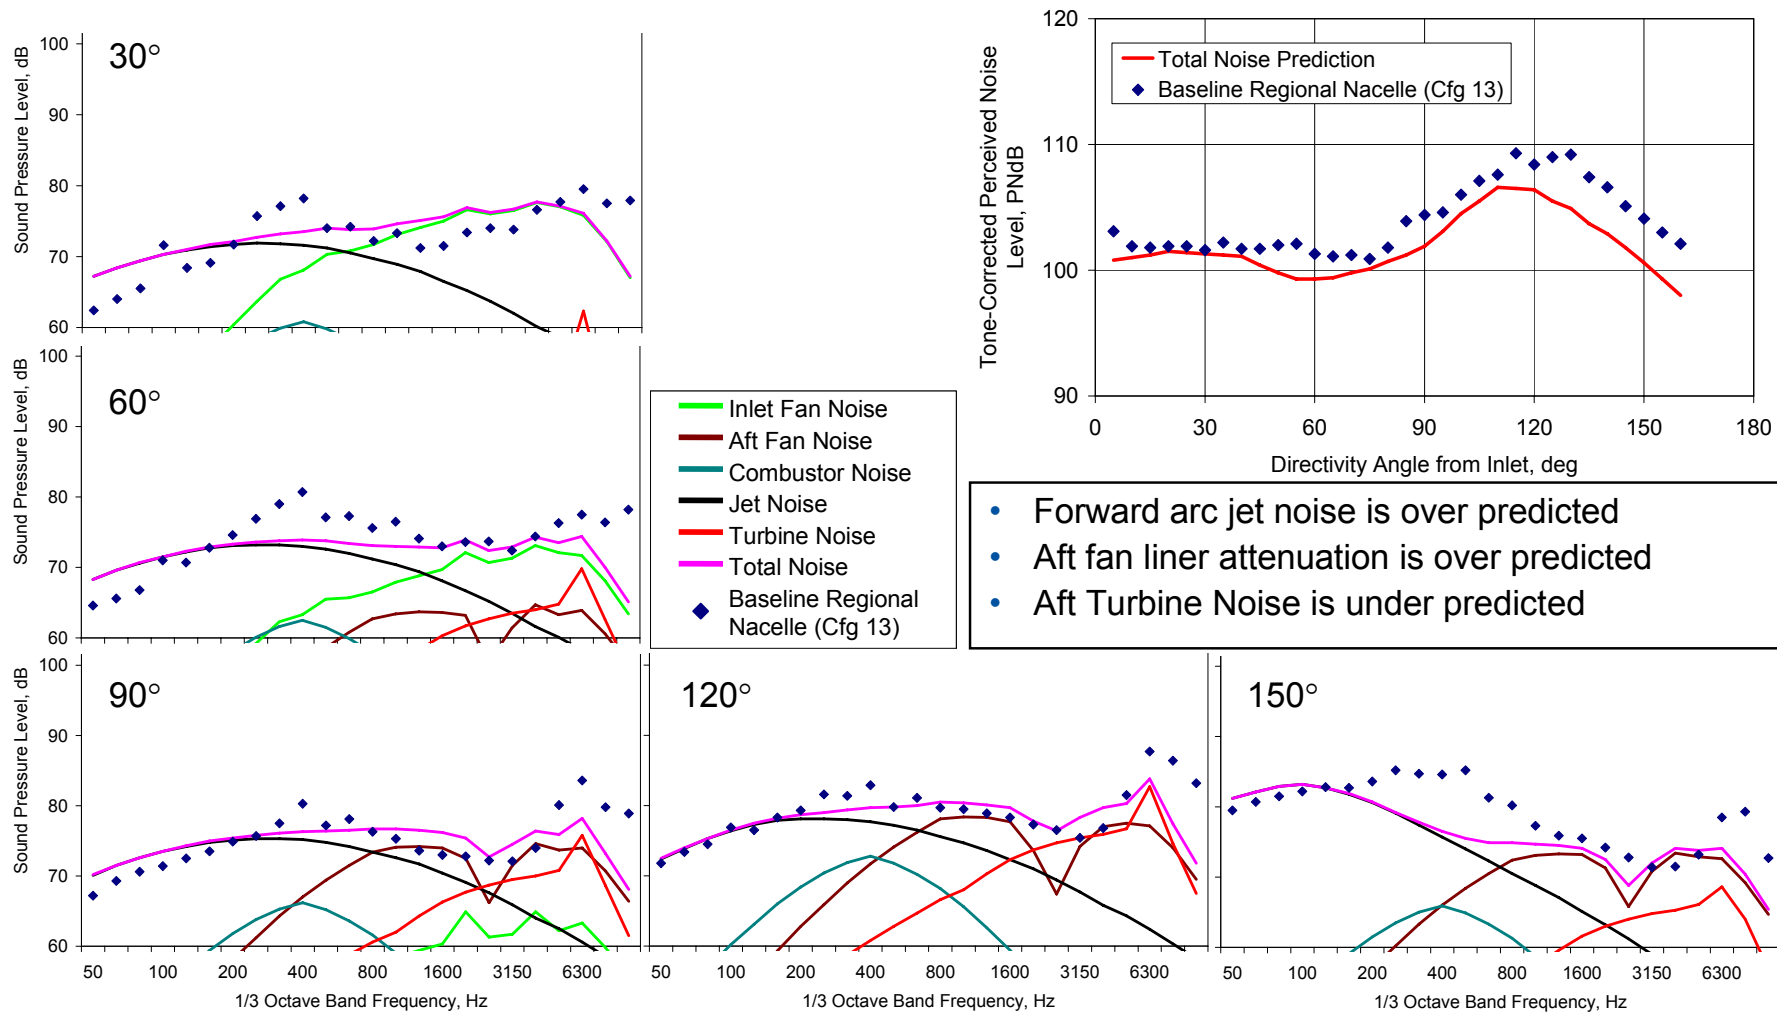 30°
Sound Pressure Level, dB
100
90
80
70
60
Tone-Corrected Perceived Noise
Level, PNdB
120
110
100
90
Total Noise Prediction
Baseline Regional Nacelle (Cfg 13)
0
30
60
90
120
150
180
Directivity Angle from Inlet, deg
60°
Sound Pressure Level, dB
100
90
80
70
60
Inlet Fan Noise
Aft Fan Noise
Combustor Noise
Jet Noise
Turbine Noise
Total Noise
Baseline Regional
Nacelle (Cfg 13)
• Forward arc jet noise is over predicted
• Aft fan liner attenuation is over predicted
• Aft Turbine Noise is under predicted
90°
Sound Pressure Level, dB
100
90
80
70
60
50 100 200 400 800 1600 3150 6300
1/3 Octave Band Frequency, Hz
120°
50 100 200 400 800 1600 3150 6300
1/3 Octave Band Frequency, Hz
150°
50 100 200 400 800 1600 3150 6300
1/3 Octave Band Frequency, Hz